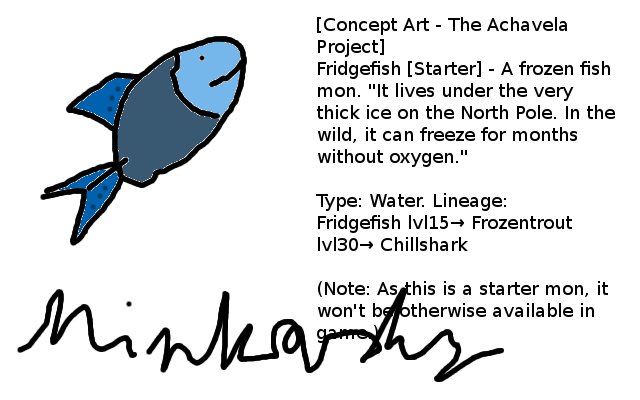 [Concept Art - The Achavela
Project]
Fridgefish [Starter] - A frozen fish
mon. "It lives under the very
thick ice on the North Pole. In the
wild, it can freeze for months
without oxygen."
Type: Water. Lineage:
Fridgefish lvl15→ Frozentrout
lvl30→ Chillshark
(Note: As this is a starter mon, it
won't be otherwise available in
game.)